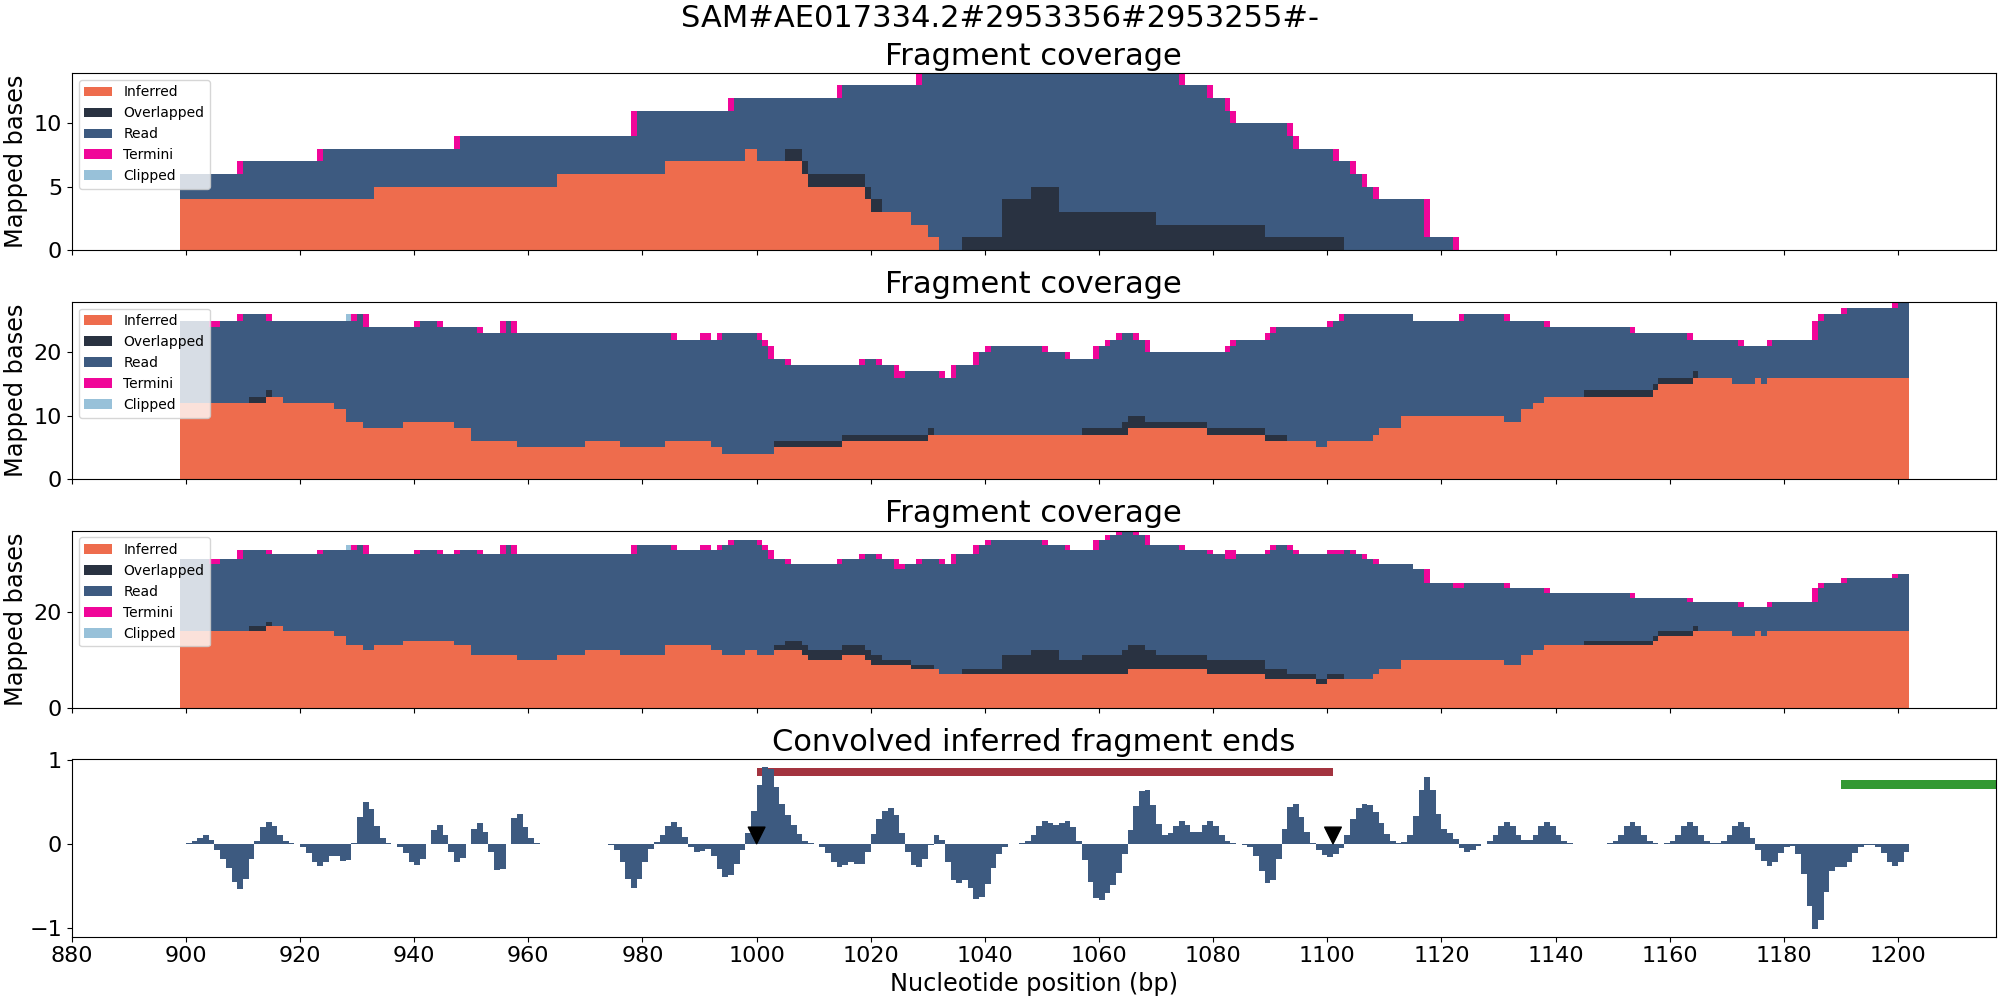 SAM#AE017334.2#2953356#2953255#-
Fragment coverage
Mapped bases
10
5
0
Inferred
Overlapped
Read
Termini
Clipped
Fragment coverage
Mapped bases
20
10
0
Inferred
Overlapped
Read
Termini
Clipped
Fragment coverage
Mapped bases
20
0
Inferred
Overlapped
Read
Termini
Clipped
Convolved inferred fragment ends
1
0
−1
880 900 920 940 960 980 1000 1020 1040 1060 1080 1100 1120 1140 1160 1180 1200
Nucleotide position (bp)